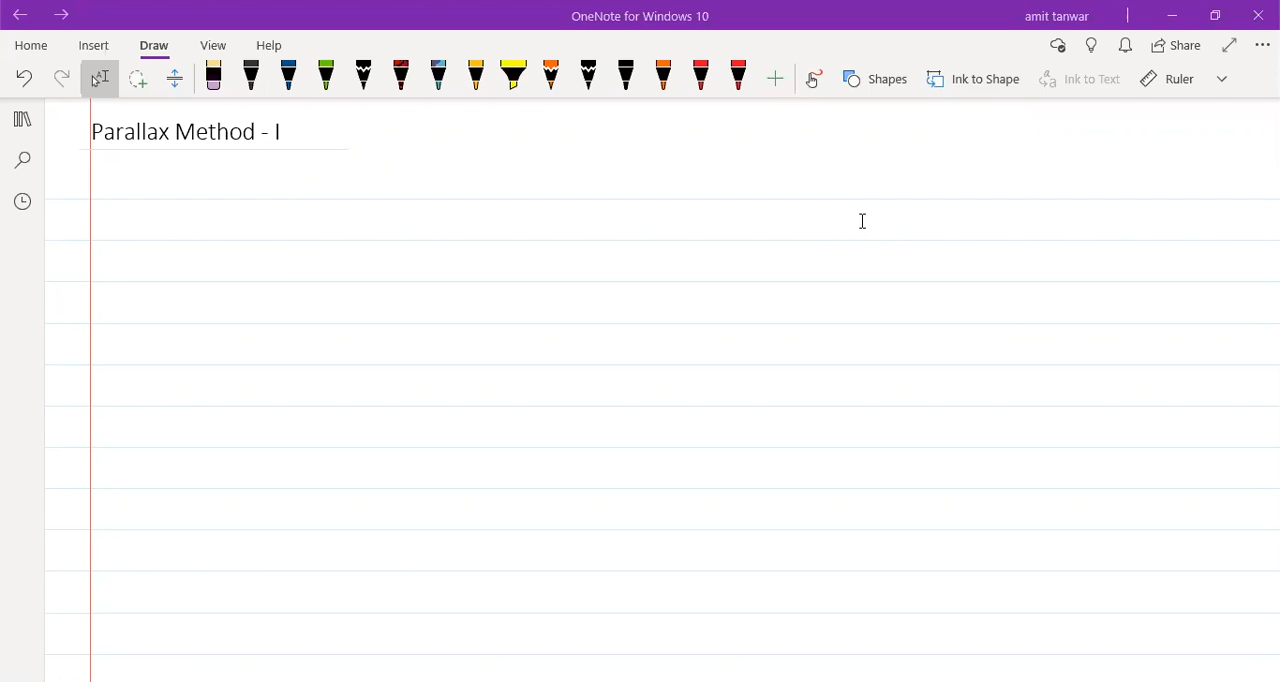 OneNote for Windows 10
amit tanwar
Home Insert Draw View Help
Share
Shapes Ink to Shape Ink to Text Ruler
Parallax Method - I